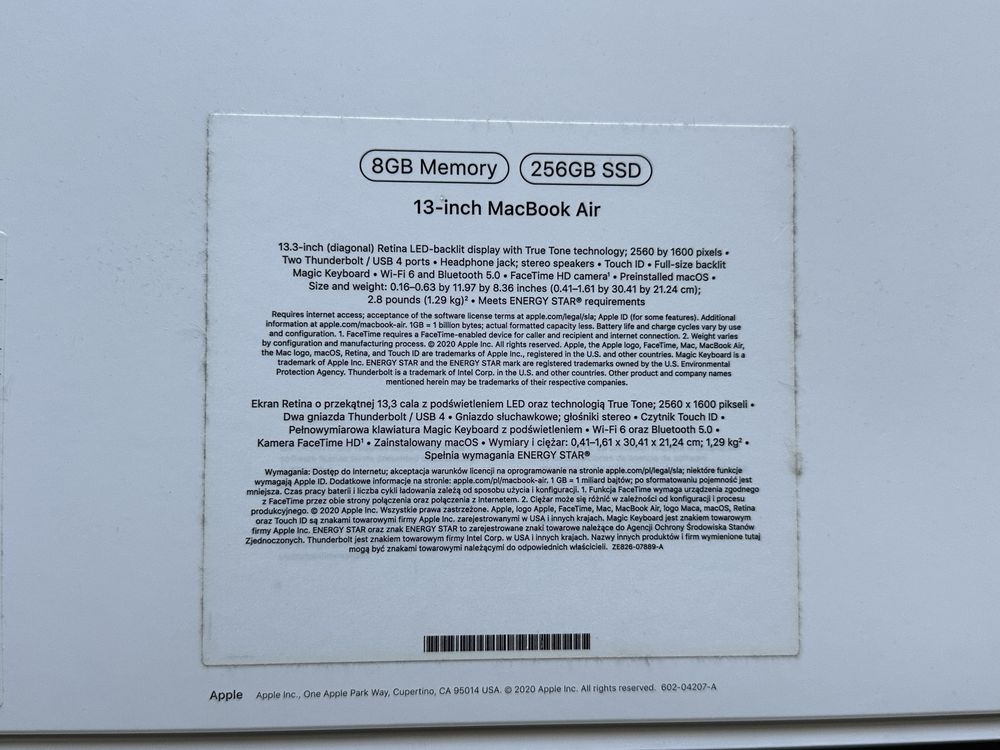 8GB Memory 256GB SSD
13-inch MacBook Air
13.3-inch (diagonal) Retina LED-backlit display with True Tone technology; 2560 by 1600 pixels •
Two Thunderbolt / USB 4 ports • Headphone jack; stereo speakers • Touch ID • Full-size backlit
Magic Keyboard • Wi-Fi 6 and Bluetooth 5.0 • FaceTime HD camera¹ • Preinstalled macOS •
Size and weight: 0.16–0.63 by 11.97 by 8.36 inches (0.41–1.61 by 30.41 by 21.24 cm);
2.8 pounds (1.29 kg)² • Meets ENERGY STAR® requirements
Requires internet access; acceptance of the software license terms at apple.com/legal/sla; Apple ID (for some features). Additional
information at apple.com/macbook-air. 1GB = 1 billion bytes; actual formatted capacity less. Battery life and charge cycles vary by use
and configuration. 1. FaceTime requires a FaceTime-enabled device for caller and recipient and internet connection. 2. Weight varies
by configuration and manufacturing process. © 2020 Apple Inc. All rights reserved. Apple, the Apple logo, FaceTime, Mac, MacBook Air,
the Mac logo, macOS, Retina, and Touch ID are trademarks of Apple Inc., registered in the U.S. and other countries. Magic Keyboard is a
trademark of Apple Inc. ENERGY STAR and the ENERGY STAR mark are registered trademarks owned by the U.S. Environmental
Protection Agency. Thunderbolt is a trademark of Intel Corp. in the U.S. and other countries. Other product and company names
mentioned herein may be trademarks of their respective companies.
Ekran Retina o przekątnej 13,3 cala z podświetleniem LED oraz technologią True Tone; 2560 x 1600 pikseli •
Dwa gniazda Thunderbolt / USB 4 • Gniazdo słuchawkowe; głośniki stereo • Czytnik Touch ID •
Pełnowymiarowa klawiatura Magic Keyboard z podświetleniem • Wi-Fi 6 oraz Bluetooth 5.0 •
Kamera FaceTime HD¹ • Zainstalowany macOS • Wymiary i ciężar: 0,41–1,61 x 30,41 x 21,24 cm; 1,29 kg² •
Spełnia wymagania ENERGY STAR®
Wymagania: Dostęp do Internetu; akceptacja warunków licencji na oprogramowanie na stronie apple.com/pl/legal/sla; niektóre funkcje
wymagają Apple ID. Dodatkowe informacje na stronie: apple.com/pl/macbook-air. 1 GB = 1 miliard bajtów; po sformatowaniu pojemność jest
mniejsza. Czas pracy baterii i liczba cykli ładowania zależą od sposobu użycia i konfiguracji. 1. Funkcja FaceTime wymaga urządzenia zgodnego
z FaceTime przez obie strony połączenia oraz połączenia z Internetem. 2. Ciężar może się różnić w zależności od konfiguracji i procesu
produkcyjnego. © 2020 Apple Inc. Wszystkie prawa zastrzeżone. Apple, logo Apple, FaceTime, Mac, MacBook Air, logo Maca, macOS, Retina
oraz Touch ID są znakami towarowymi firmy Apple Inc. zarejestrowanymi w USA i innych krajach. Magic Keyboard jest znakiem towarowym
firmy Apple Inc. ENERGY STAR oraz znak ENERGY STAR to zarejestrowane znaki towarowe należące do Agencji Ochrony Środowiska Stanów
Zjednoczonych. Thunderbolt jest znakiem towarowym firmy Intel Corp. w USA i innych krajach. Nazwy innych produktów i firm wymienione tutaj
mogą być znakami towarowymi należącymi do odpowiednich właścicieli. ZE826-07889-A
Apple Apple Inc., One Apple Park Way, Cupertino, CA 95014 USA. © 2020 Apple Inc. All rights reserved. 602-04207-A